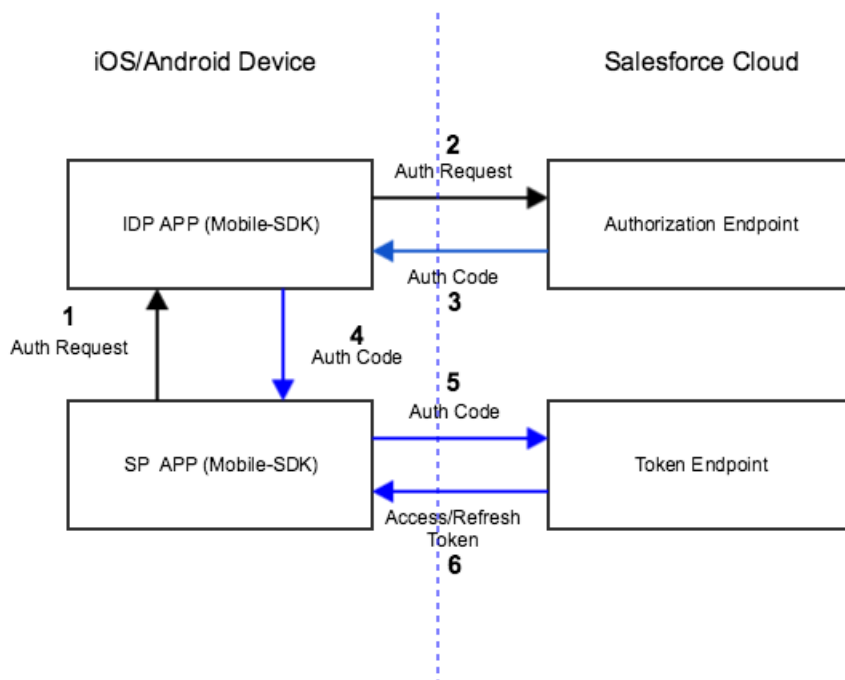 iOS/Android Device
Salesforce Cloud
2
Auth Request
IDP APP (Mobile-SDK)
Authorization Endpoint
Auth Code
3
1
Auth Request
4
Auth Code
5
Auth Code
SP APP (Mobile-SDK)
Token Endpoint
Access/Refresh
Token
6